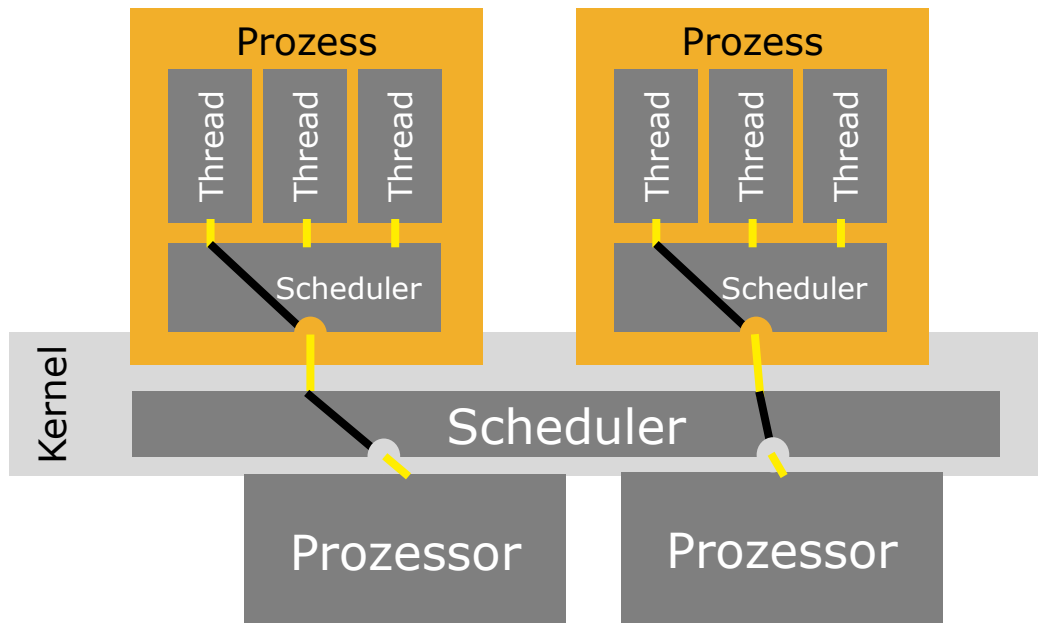 Prozess
Thread
Thread
Thread
Scheduler
Prozess
Thread
Thread
Thread
Scheduler
Kernel
Scheduler
Prozessor
Prozessor